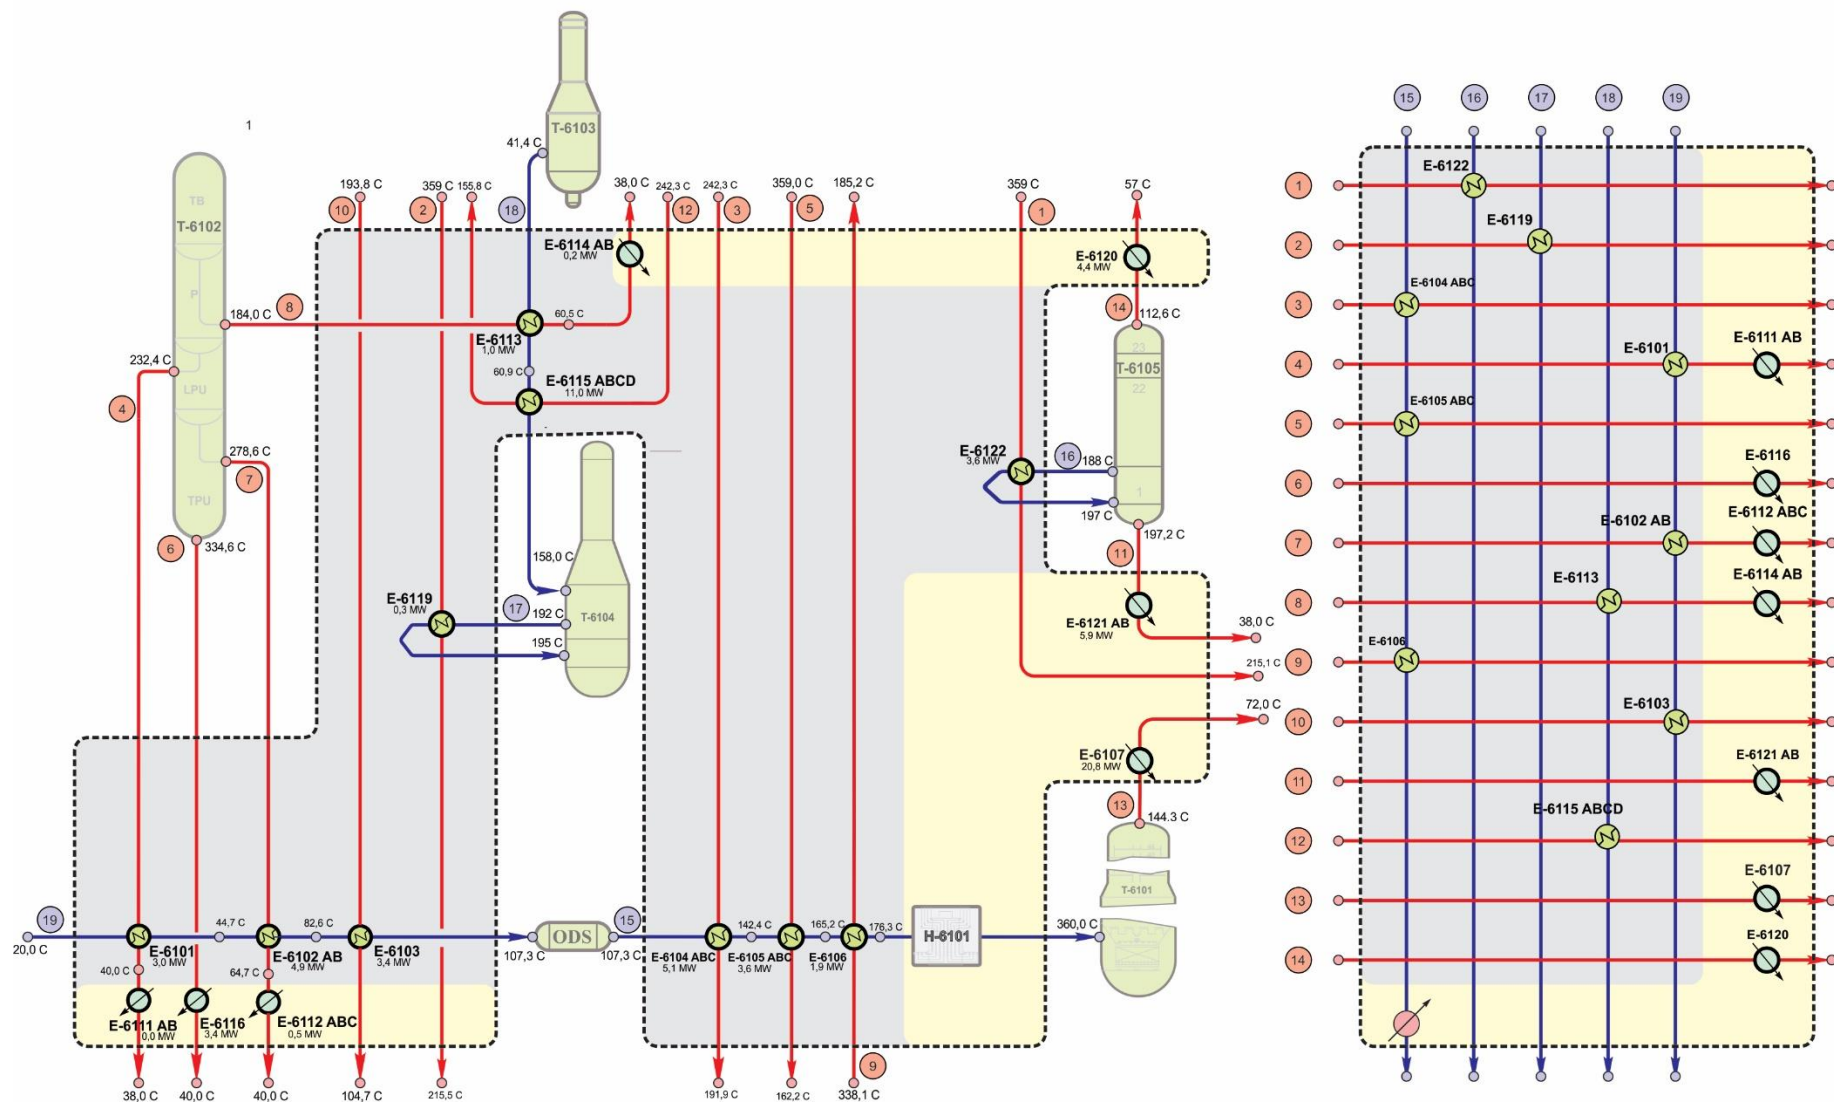 1
T-6103
41,4 C
TB
T-6102
P
LPU
TPU
193,8 C
10
359 C
2
155,8 C
18
38,0 C
242,3 C
12
242,3 C
3
359,0 C
5
185,2 C
359 C
1
57 C
E-6114 AB
0,2 MW
E-6120
4,4 MW
184,0 C
8
60,5 C
E-6113
1,0 MW
14
112,6 C
232,4 C
60,9 C
E-6115 ABCD
11,0 MW
23
T-6105
22
1
4
278,6 C
7
E-6122
3,6 MW
16
188 C
197 C
6
334,6 C
197,2 C
11
158,0 C
E-6119
0,3 MW
17
192 C
T-6104
195 C
E-6121 AB
5,9 MW
38,0 C
215,1 C
72,0 C
E-6107
20,8 MW
13
144.3 C
T-6101
19
20,0 C
44,7 C
82,6 C
E-6101
3,0 MW
E-6102 AB
4,9 MW
E-6103
3,4 MW
40,0 C
64,7 C
ODS
107,3 C
107,3 C
15
142,4 C
165,2 C
176,3 C
E-6104 ABC
5,1 MW
E-6105 ABC
3,6 MW
E-6106
1,9 MW
H-6101
360,0 C
E-6111 AB
0,0 MW
E-6116
3,4 MW
E-6112 ABC
0,5 MW
9
38,0 C
40,0 C
40,0 C
104,7 C
215,5 C
191,9 C
162,2 C
338,1 C
15
16
17
18
19
E-6122
1
E-6119
2
E-6104 ABC
3
E-6101
E-6111 AB
4
E-6105 ABC
5
E-6116
6
E-6102 AB
E-6112 ABC
7
E-6113
E-6114 AB
8
E-6106
9
E-6103
10
E-6121 AB
11
E-6115 ABCD
12
E-6107
13
E-6120
14